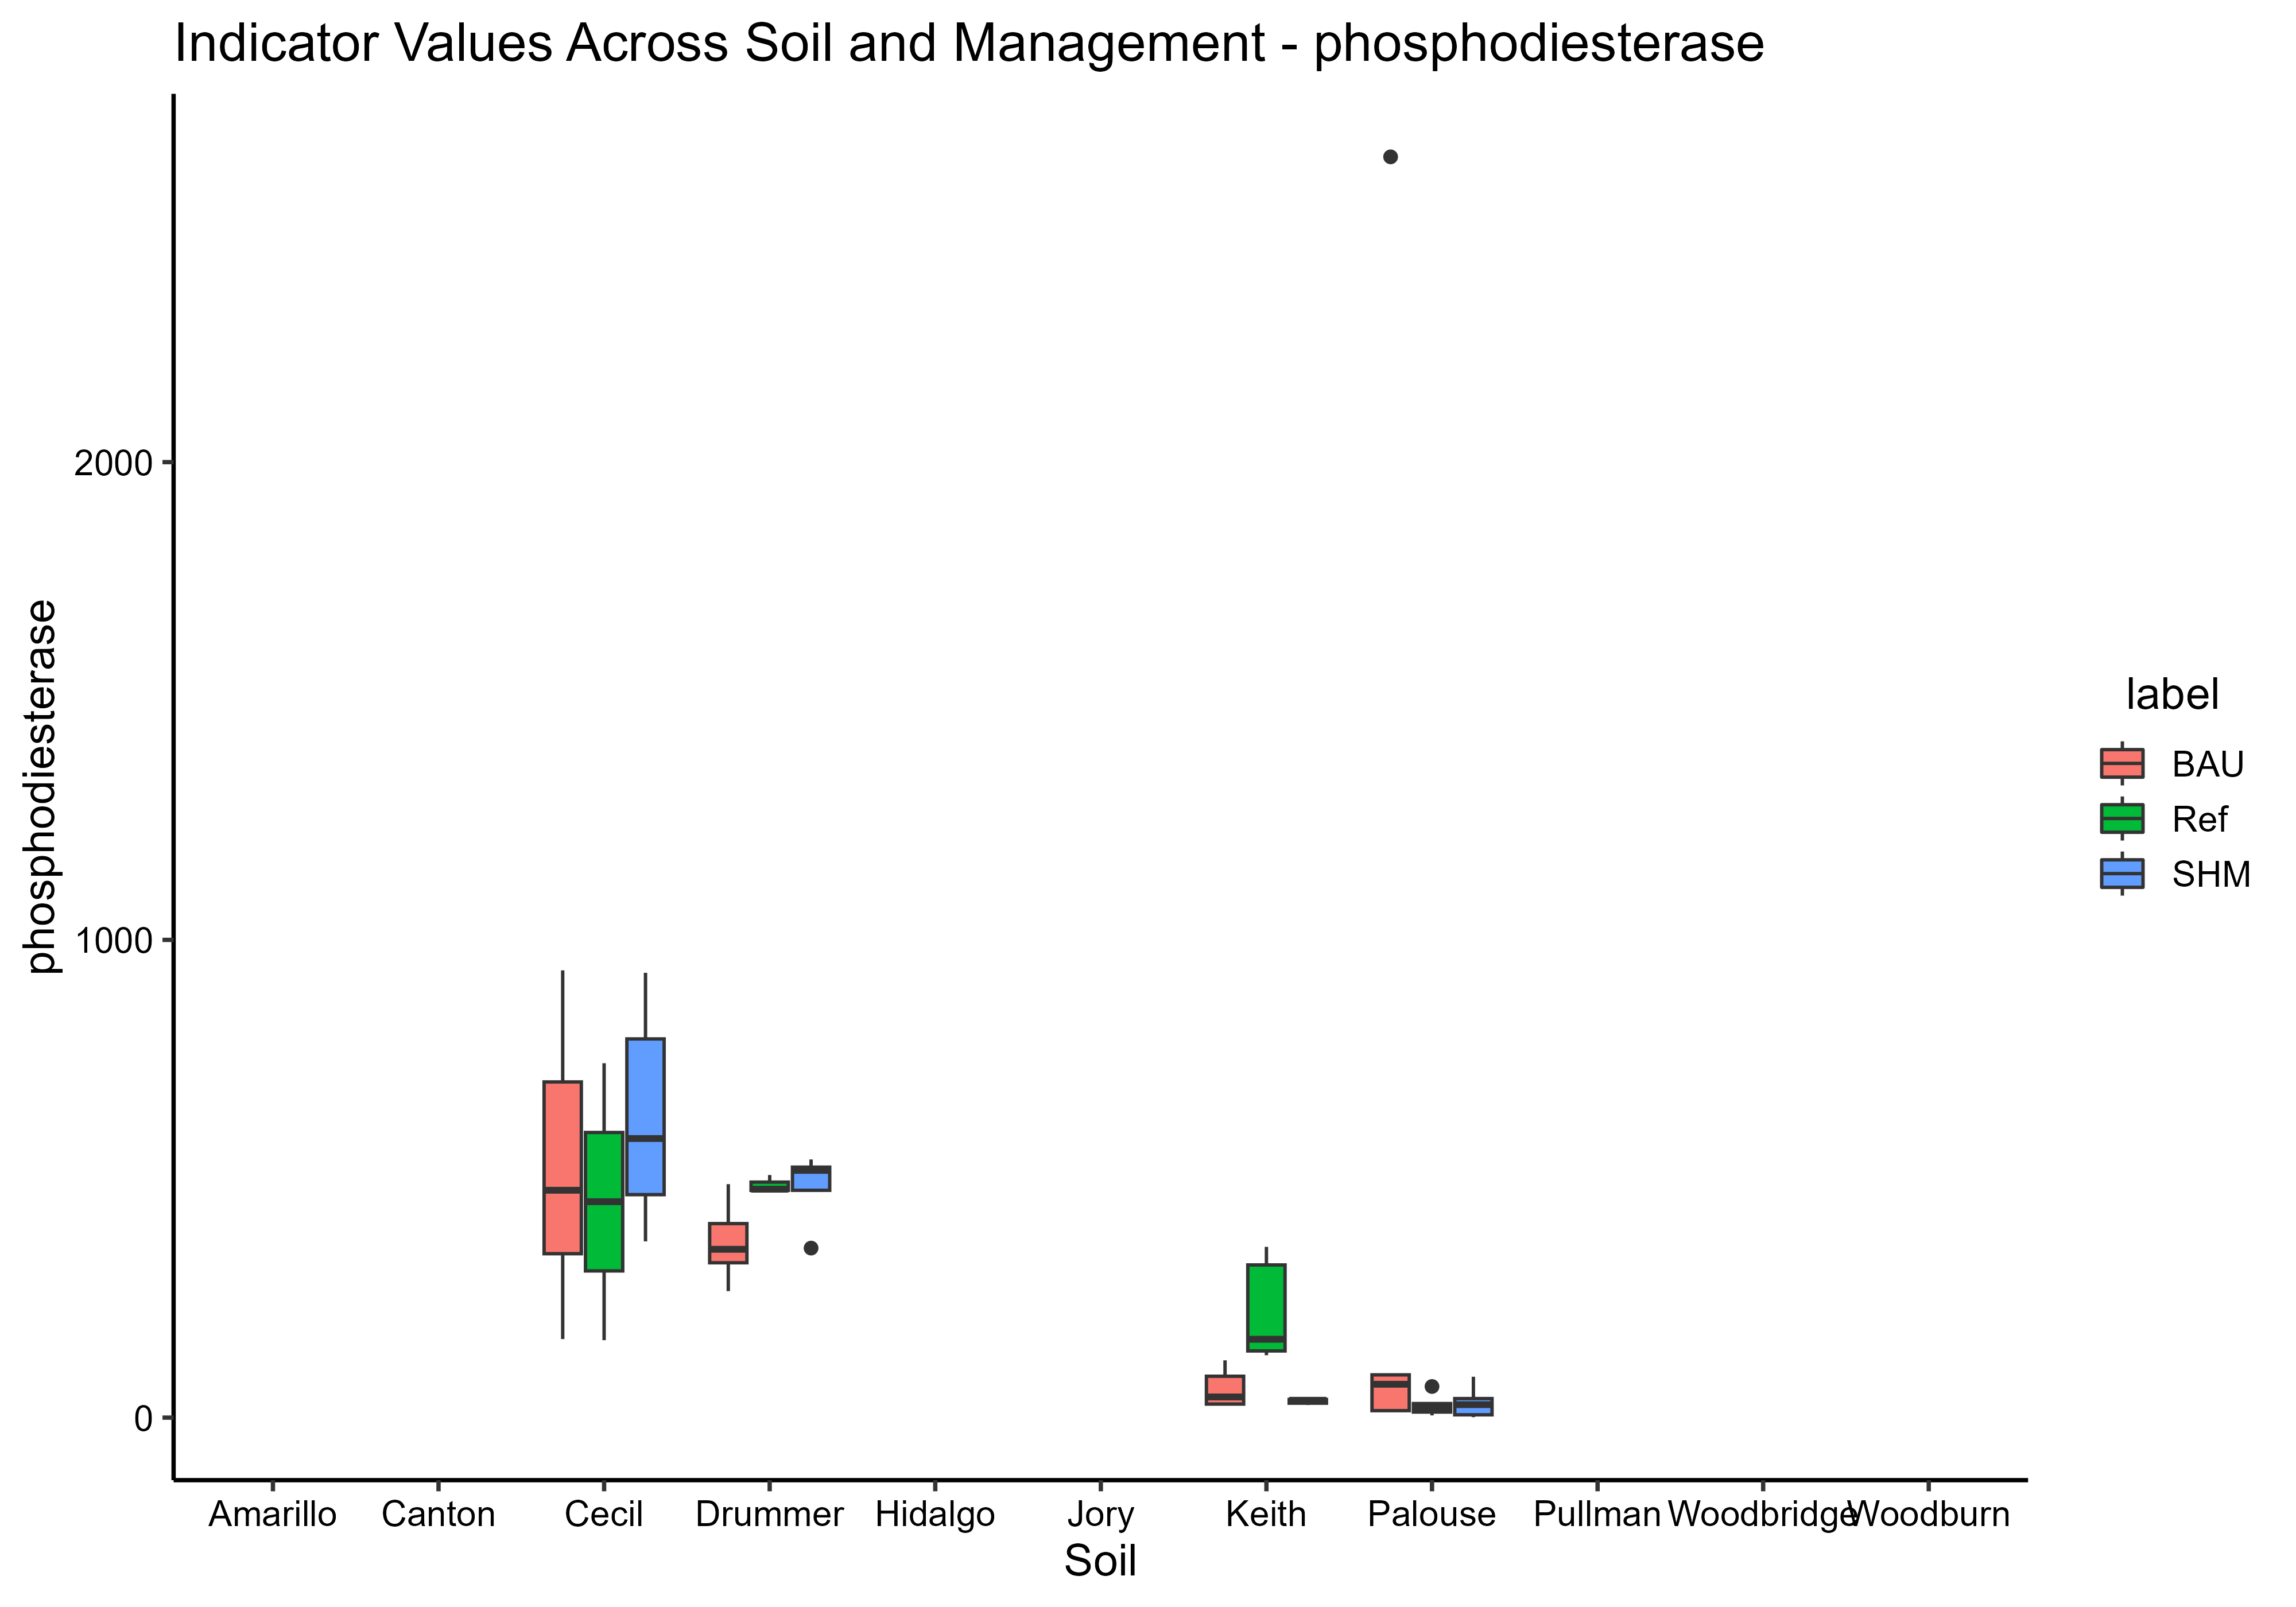 Indicator Values Across Soil and Management - phosphodiesterase
phosphodiesterase
2000
1000
0
Amarillo Canton Cecil Drummer Hidalgo Jory Keith Palouse Pullman Woodbridge Woodburn
Soil
label
BAU
Ref
SHM